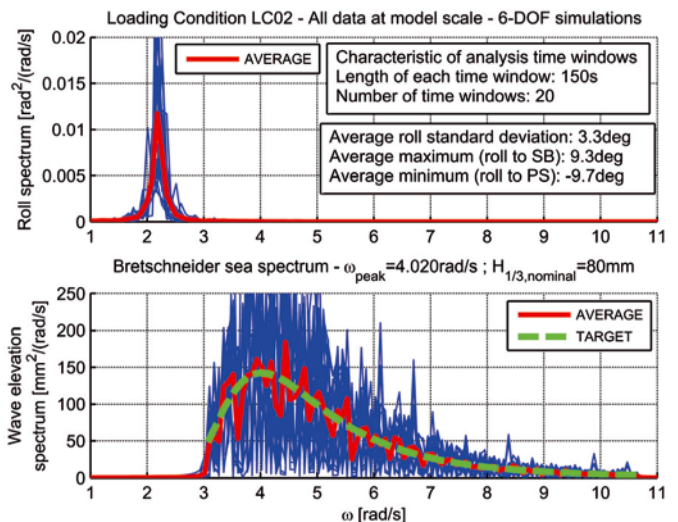 Loading Condition LC02 - All data at model scale - 6-DOF simulations
0.02
0.015
0.01
0.005
0
Roll spectrum [rad²/(rad/s)]
AVERAGE
Characteristic of analysis time windows
Length of each time window: 150s
Number of time windows: 20
Average roll standard deviation: 3.3deg
Average maximum (roll to SB): 9.3deg
Average minimum (roll to PS): -9.7deg
1 2 3 4 5 6 7 8 9 10 11
Bretschneider sea spectrum - ω_peak=4.020rad/s ; H_1/3,nominal=80mm
250
200
150
100
50
0
Wave elevation
spectrum [mm²/(rad/s)]
AVERAGE
TARGET
1 2 3 4 5 6 7 8 9 10 11
ω [rad/s]